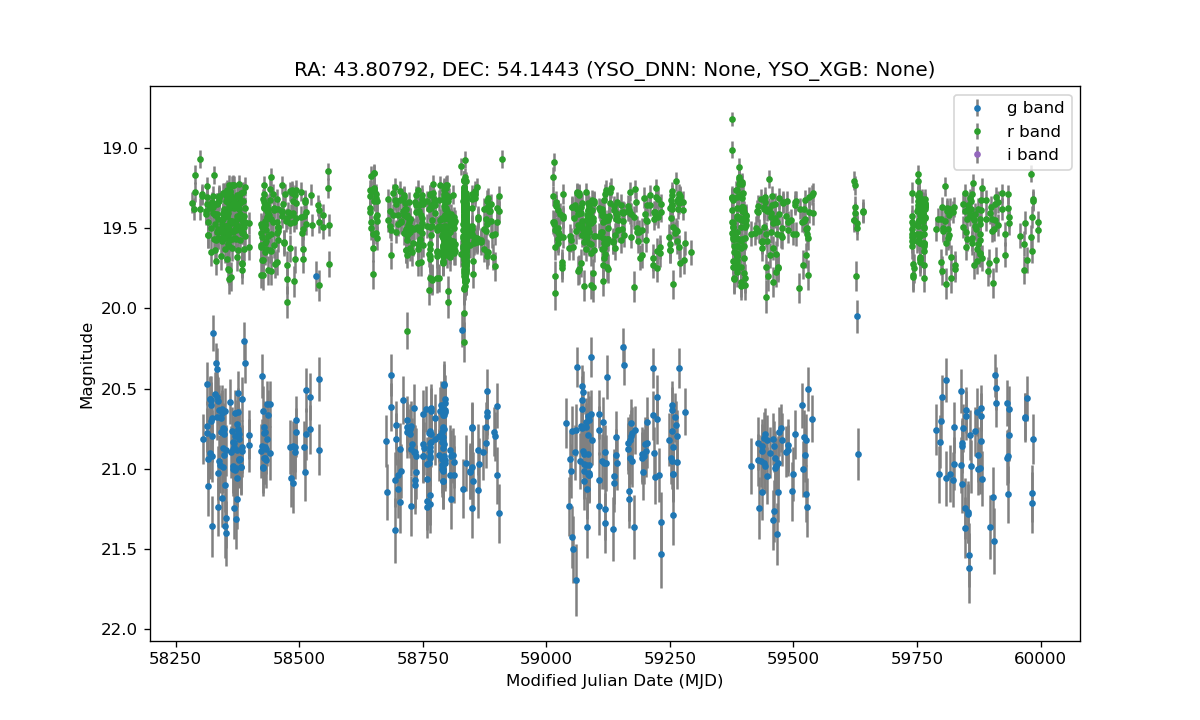 RA: 43.80792, DEC: 54.1443 (YSO_DNN: None, YSO_XGB: None)
g band
r band
i band
19.0
19.5
20.0
20.5
21.0
21.5
22.0
Magnitude
58250 58500 58750 59000 59250 59500 59750 60000
Modified Julian Date (MJD)